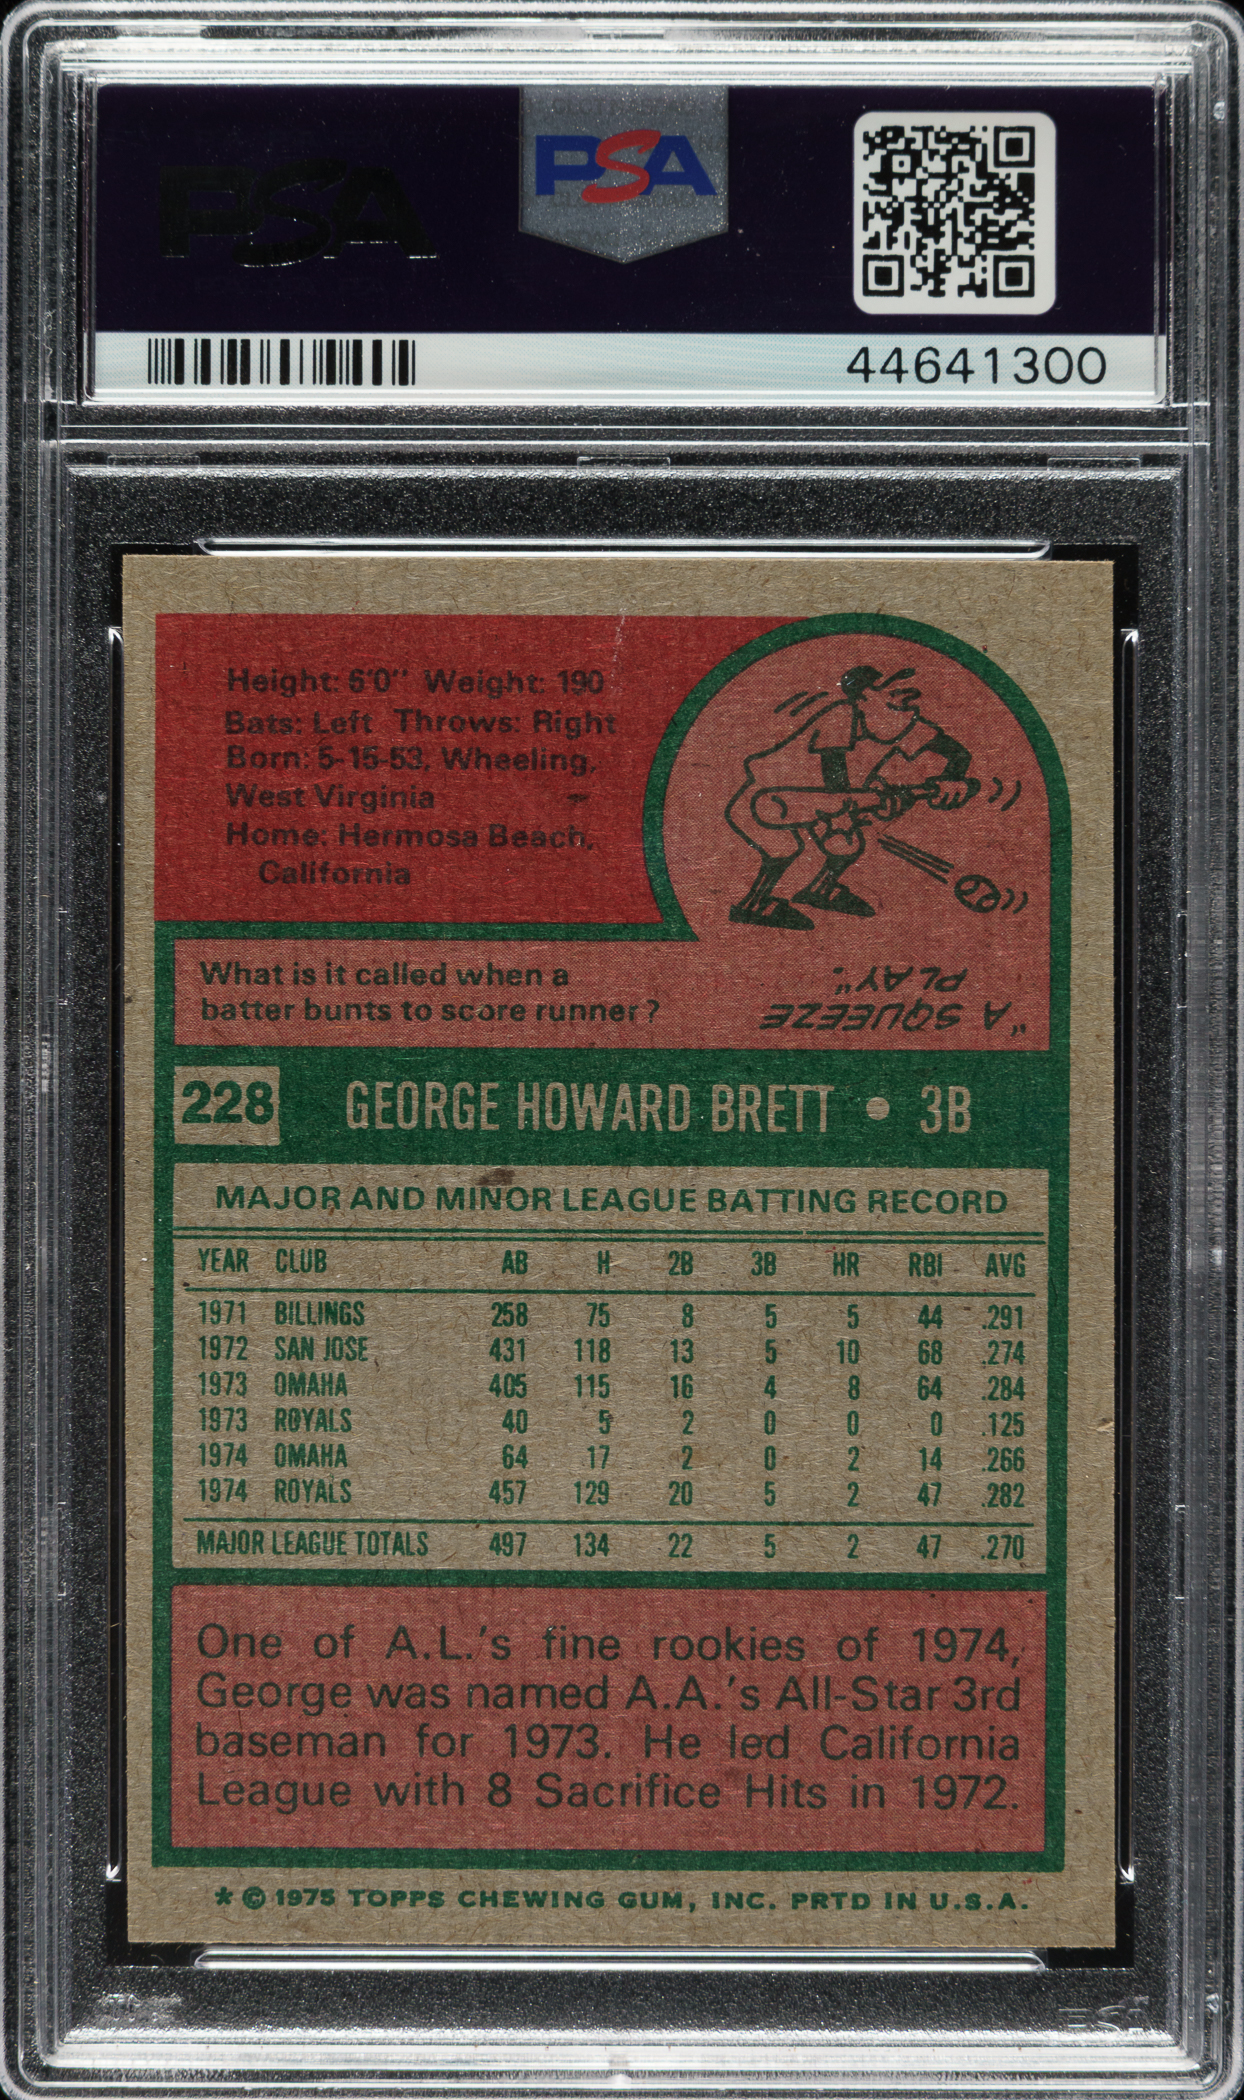 PSA
PSA
44641300
Height: 6'0" Weight: 190
Bats: Left Throws: Right
Born: 5-15-53, Wheeling,
West Virginia
Home: Hermosa Beach,
California
What is it called when a
batter bunts to score runner?
"A SQUEEZE
PLAY."
228 GEORGE HOWARD BRETT • 3B
MAJOR AND MINOR LEAGUE BATTING RECORD
YEAR CLUB AB H 2B 3B HR RBI AVG
1971 BILLINGS 258 75 8 5 5 44 .291
1972 SAN JOSE 431 118 13 5 10 68 .274
1973 OMAHA 405 115 16 4 8 64 .284
1973 ROYALS 40 5 2 0 0 0 .125
1974 OMAHA 64 17 2 0 2 14 .266
1974 ROYALS 457 129 20 5 2 47 .282
MAJOR LEAGUE TOTALS 497 134 22 5 2 47 .270
One of A.L.'s fine rookies of 1974,
George was named A.A.'s All-Star 3rd
baseman for 1973. He led California
League with 8 Sacrifice Hits in 1972.
* © 1975 TOPPS CHEWING GUM, INC. PRTD IN U.S.A.